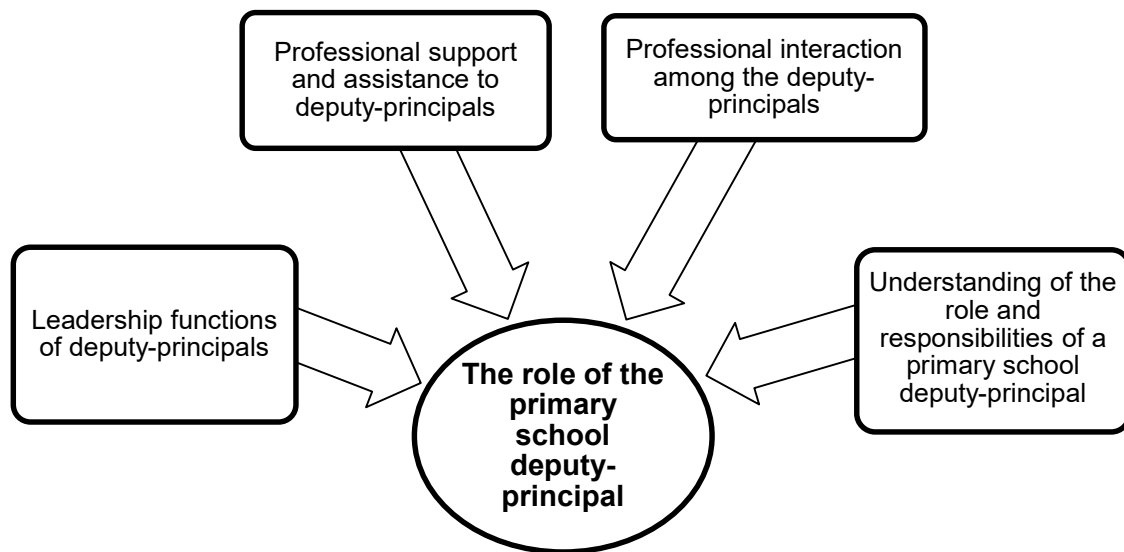 Professional support
and assistance to
deputy-principals
Professional interaction
among the deputy-
principals
Leadership functions
of deputy-principals
Understanding of the
role and
responsibilities of a
primary school
deputy-principal
The role of the
primary
school
deputy-
principal